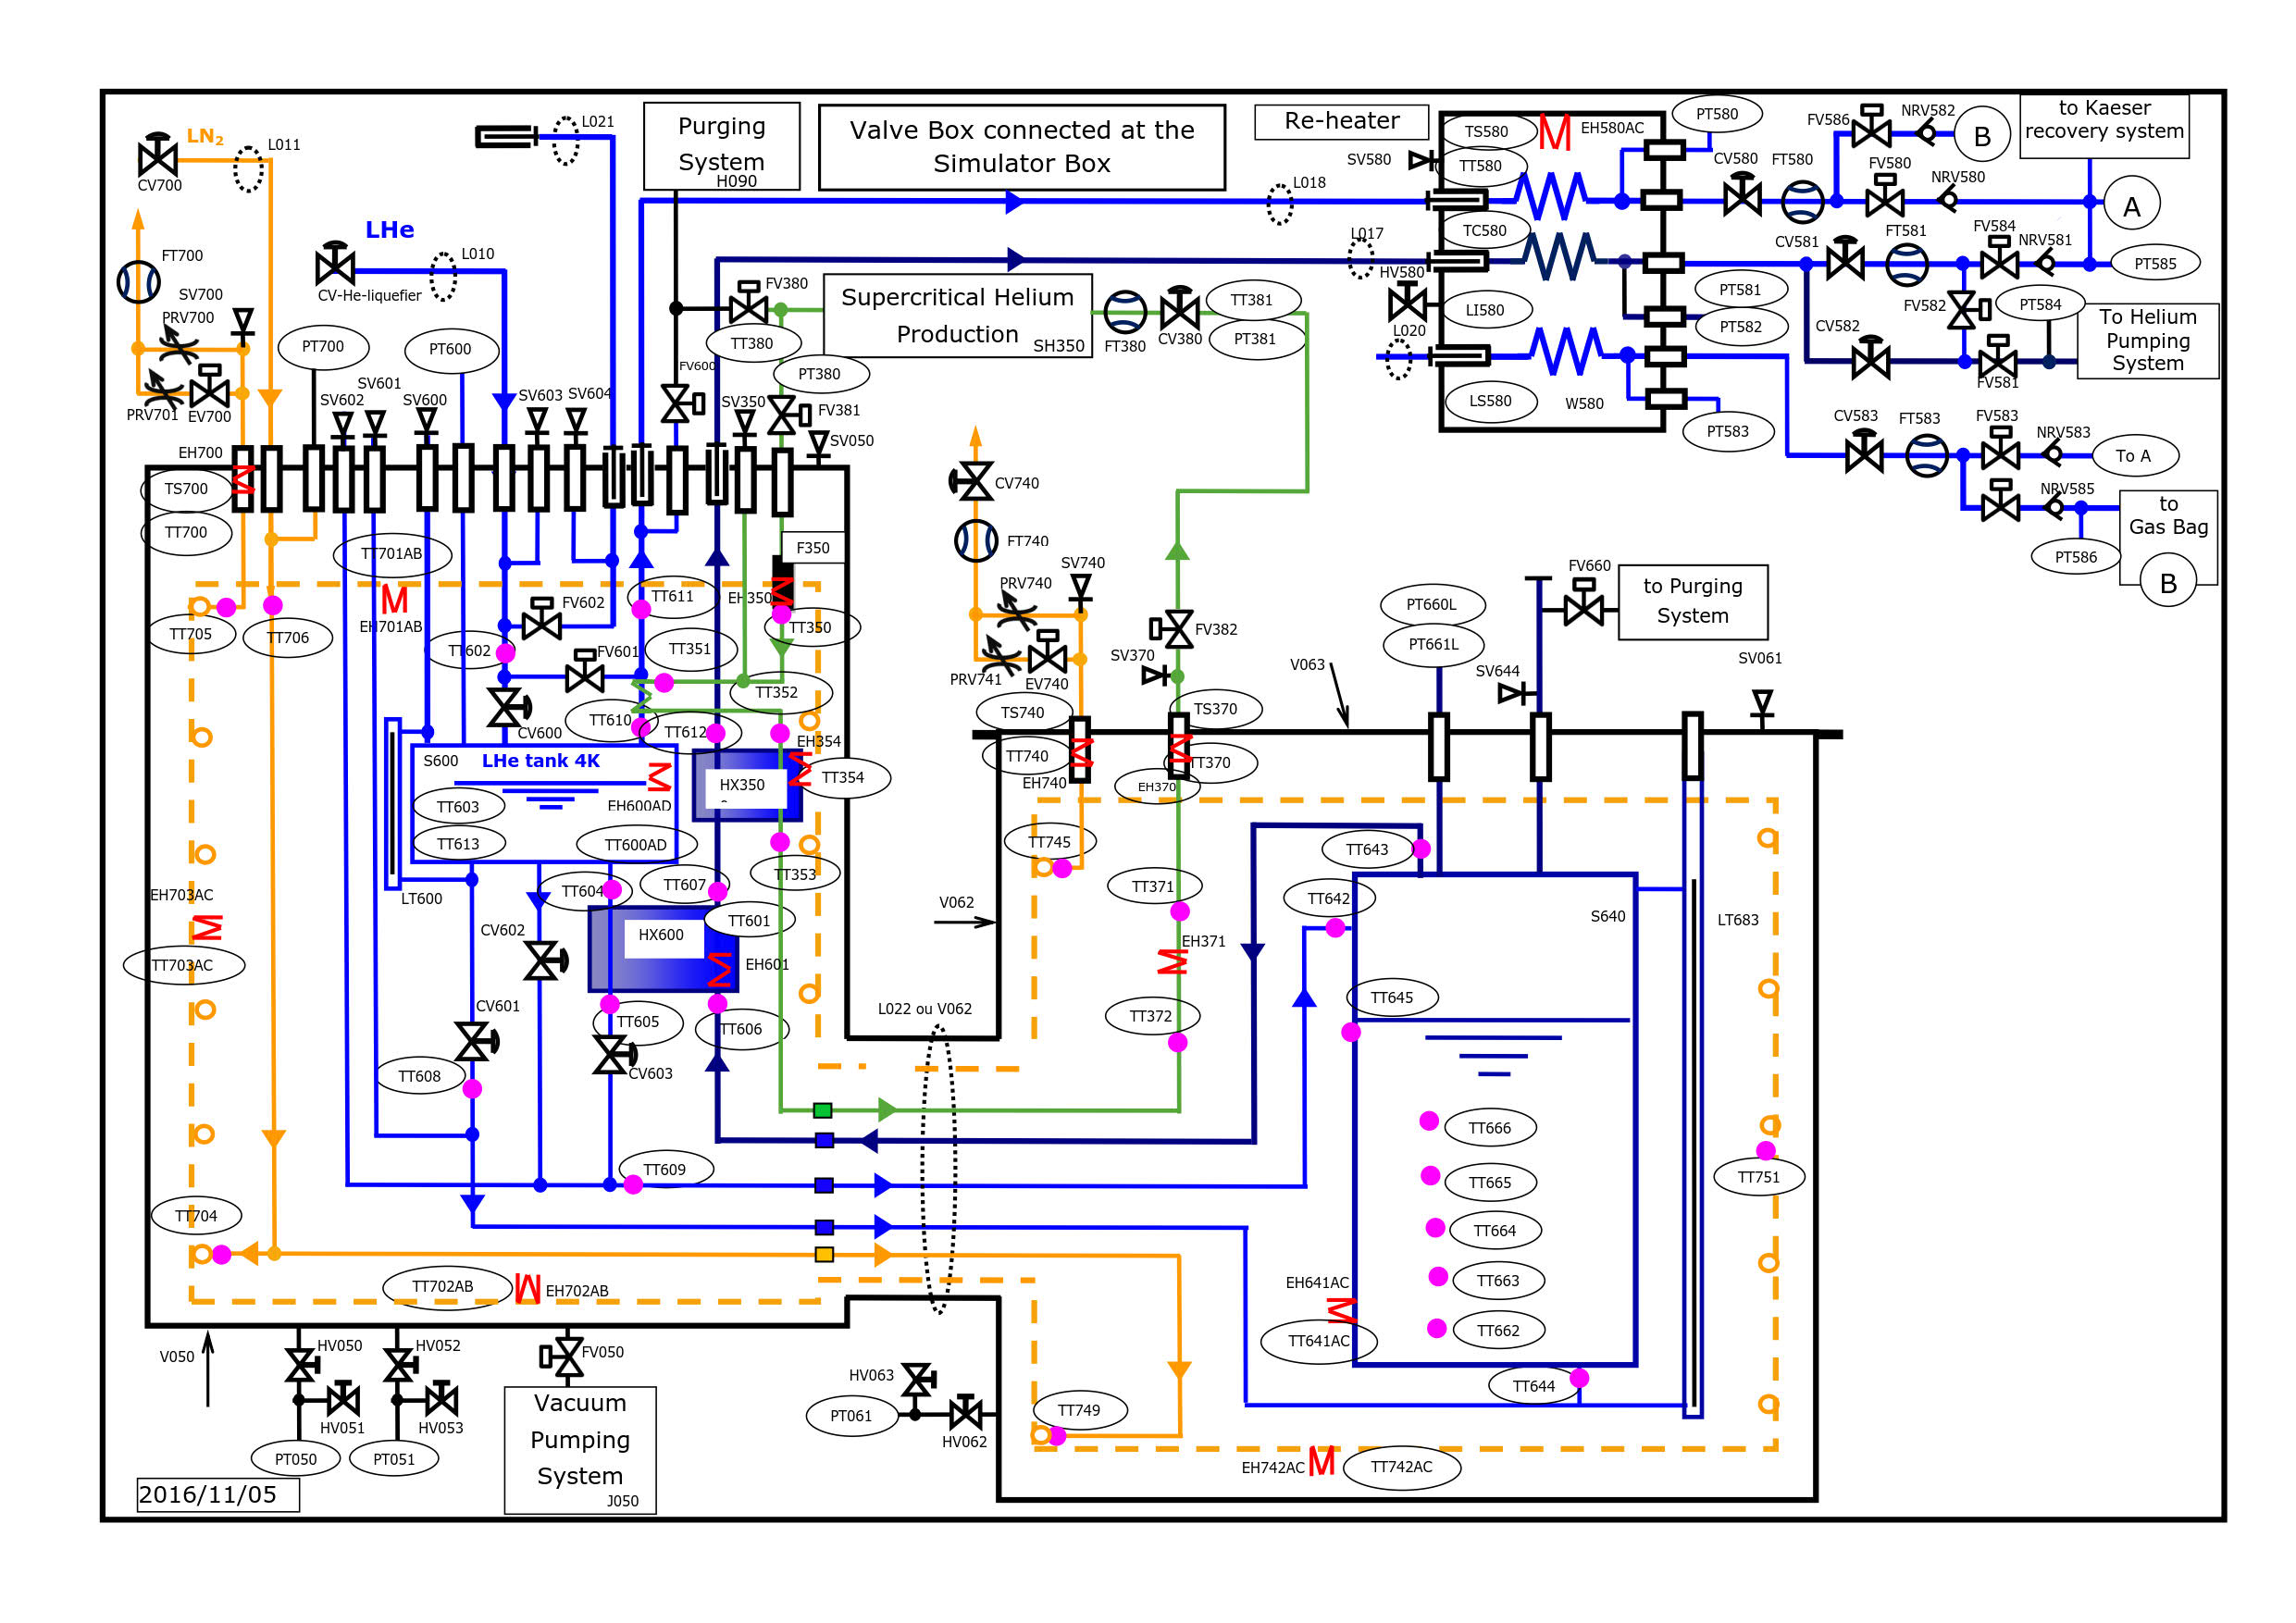 LN2
L011
CV700
L021
Purging
System
H090
Valve Box connected at the
Simulator Box
Re-heater
TS580
EH580AC
PT580
TT580
SV580
FV586
NRV582
B
to Kaeser
recovery system
CV580
FT580
FV580
NRV580
A
L018
LHe
L010
CV-He-liquefier
FT700
SV700
PRV700
PRV701
EV700
PT700
PT600
FV380
Supercritical Helium
Production
SH350
FT380
CV380
TT381
PT381
TT380
PT380
FV600
FV381
L017
TC580
HV580
LI580
L020
LS580
W580
PT581
PT582
PT583
CV581
FT581
FV584
NRV581
PT585
FV582
PT584
CV582
FV581
To Helium
Pumping
System
CV583
FT583
FV583
NRV583
To A
NRV585
to
Gas Bag
B
PT586
SV602
SV601
SV600
SV603
SV604
SV350
SV050
EH700
TS700
TT700
TT701AB
EH701AB
F350
EH350
TT350
TT705
TT706
TT602
FV602
TT611
FV601
TT351
TT352
TT610
TT612
CV600
EH354
TT354
HX350
S600
LHe tank 4K
EH600AD
TT603
TT613
TT600AD
LT600
TT604
TT607
TT353
TT601
HX600
EH601
CV602
CV601
TT605
TT606
CV603
TT608
TT609
EH703AC
TT703AC
TT704
TT702AB
EH702AB
V050
HV050
HV052
HV051
HV053
PT050
PT051
FV050
Vacuum
Pumping
System
J050
2016/11/05
CV740
FT740
SV740
PRV740
PRV741
EV740
SV370
FV382
TS740
TT740
EH740
TS370
TT370
EH370
TT745
TT371
EH371
TT372
V062
L022 ou V062
V063
PT660L
PT661L
SV644
FV660
to Purging
System
SV061
TT643
TT642
S640
LT683
TT645
TT666
TT665
TT664
TT663
TT662
TT751
EH641AC
TT641AC
TT644
HV063
PT061
HV062
TT749
EH742AC
TT742AC